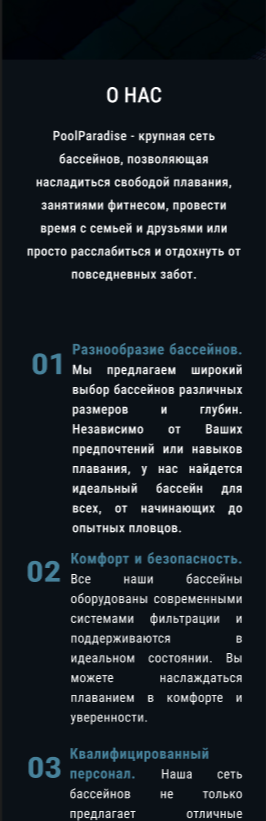 О НАС
PoolParadise - крупная сеть
бассейнов, позволяющая
насладиться свободой плавания,
занятиями фитнесом, провести
время с семьей и друзьями или
просто расслабиться и отдохнуть от
повседневных забот.
01
Разнообразие бассейнов.
Мы предлагаем широкий
выбор бассейнов различных
размеров и глубин.
Независимо от Ваших
предпочтений или навыков
плавания, у нас найдется
идеальный бассейн для
всех, от начинающих до
опытных пловцов.
02
Комфорт и безопасность.
Все наши бассейны
оборудованы современными
системами фильтрации и
поддерживаются в
идеальном состоянии. Вы
можете наслаждаться
плаванием в комфорте и
уверенности.
03
Квалифицированный
персонал. Наша сеть
бассейнов не только
предлагает отличные